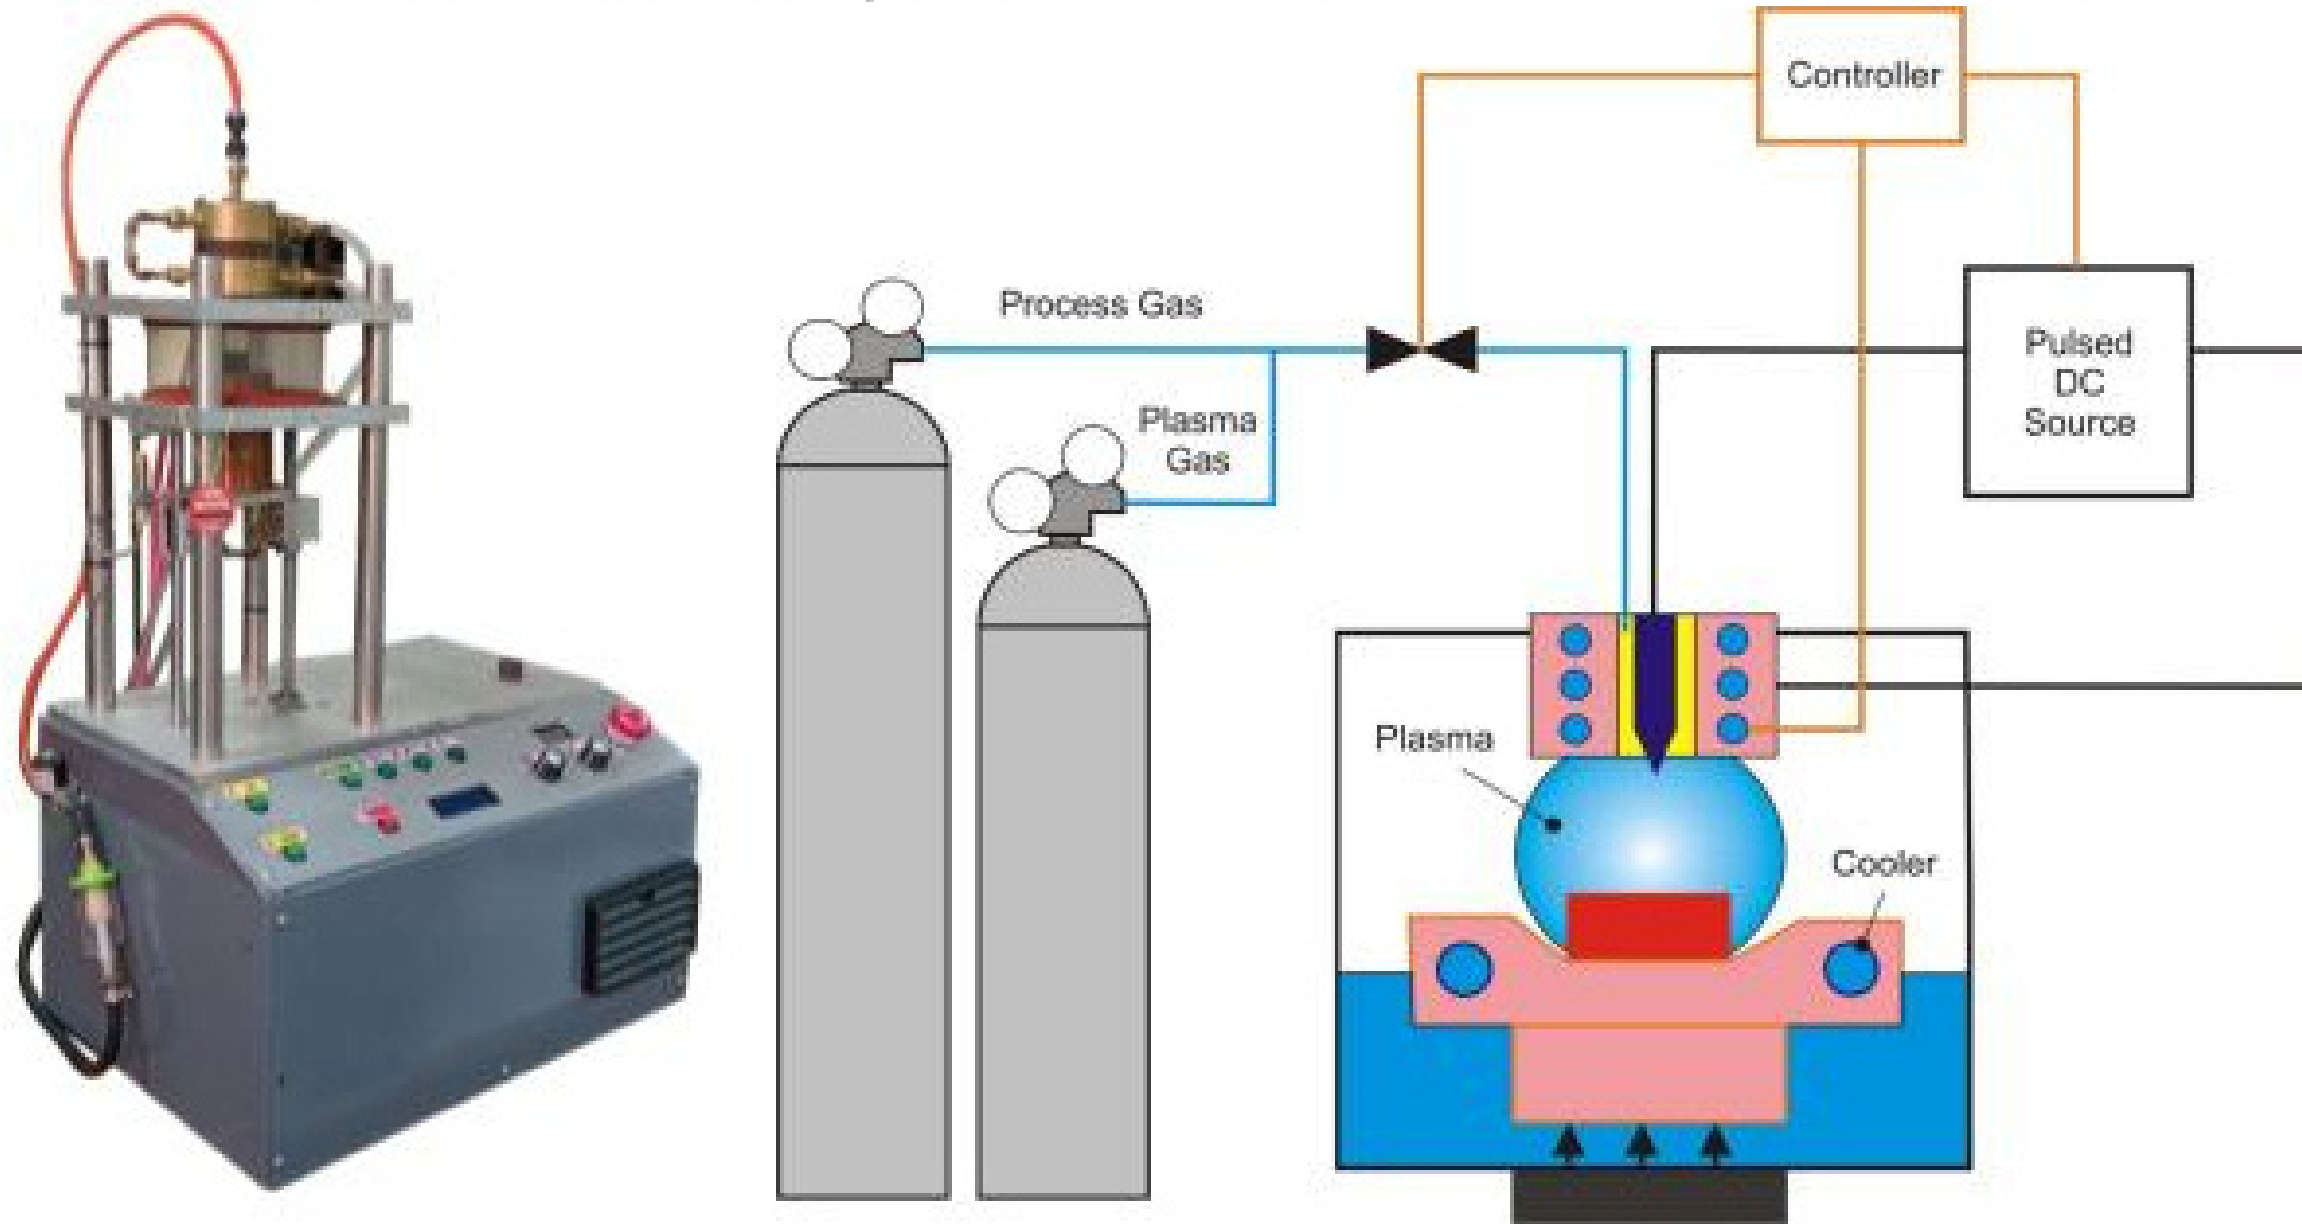 Controller
Process Gas
Pulsed
DC
Source
Plasma
Gas
Plasma
Cooler